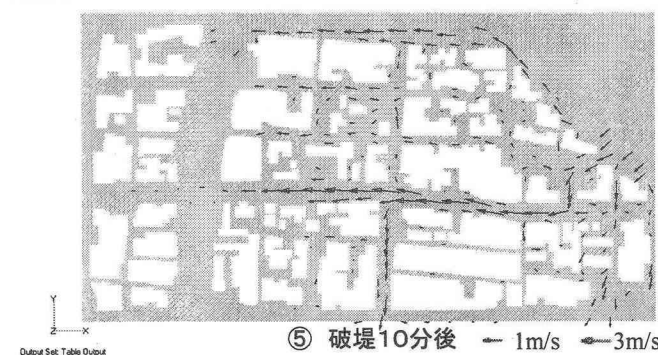 Y
Z X
⑤ 破堤10分後 1m/s 3m/s
Output Set: Table Output